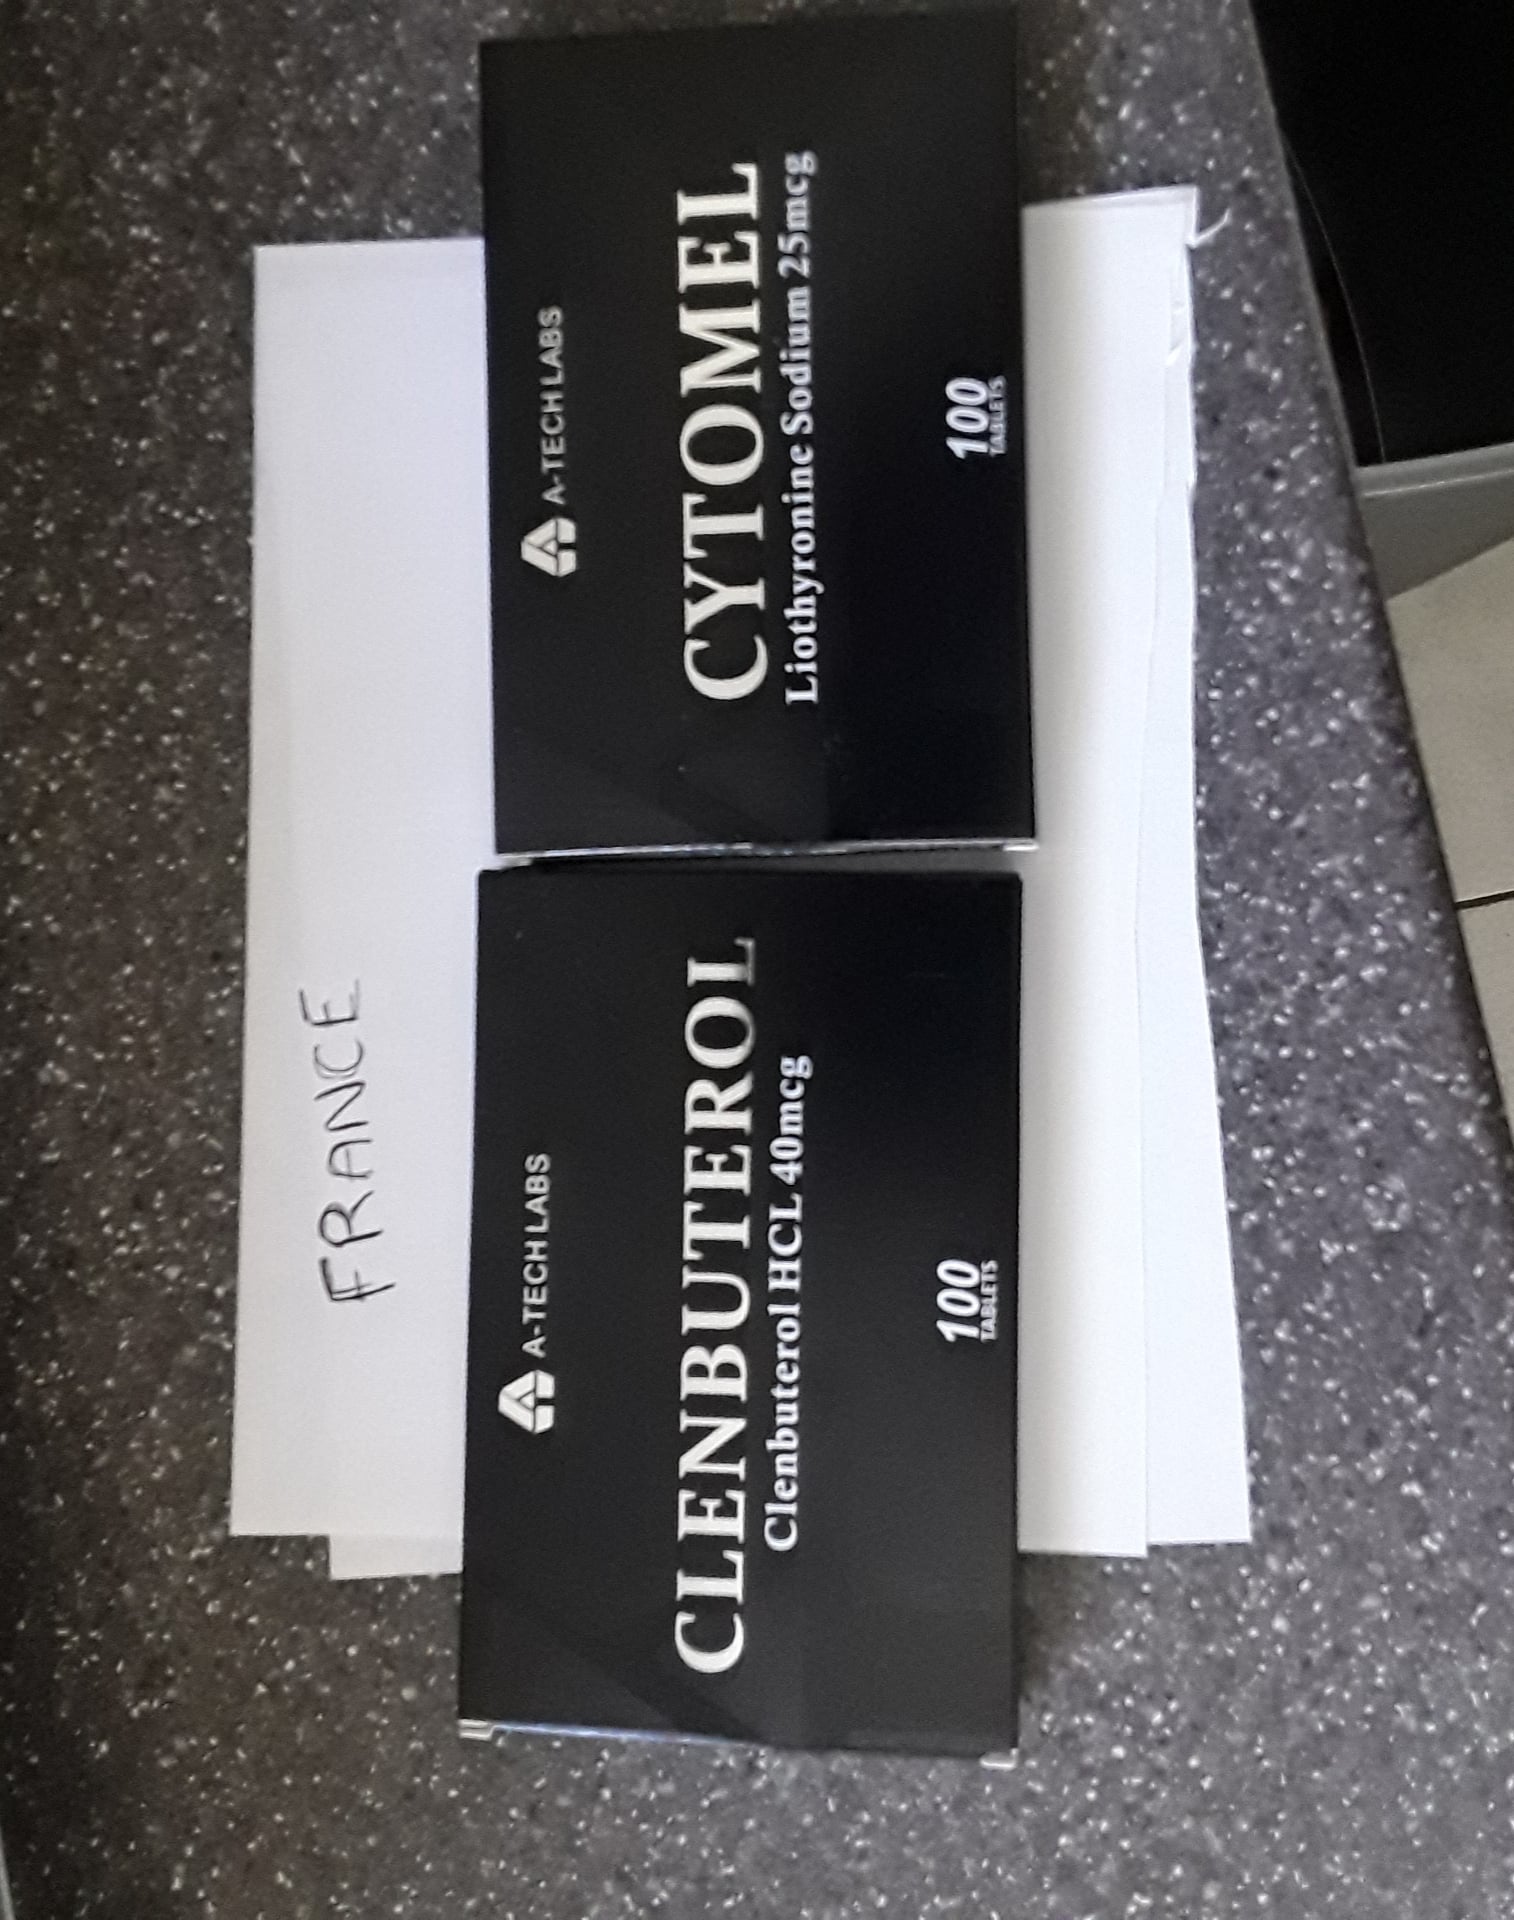 FRANCE
A-TECH LABS
CLENBUTEROL
Clenbuterol HCL 40mcg
100
TABLETS
A-TECH LABS
CYTOMEL
Liothyronine Sodium 25mcg
100
TABLETS